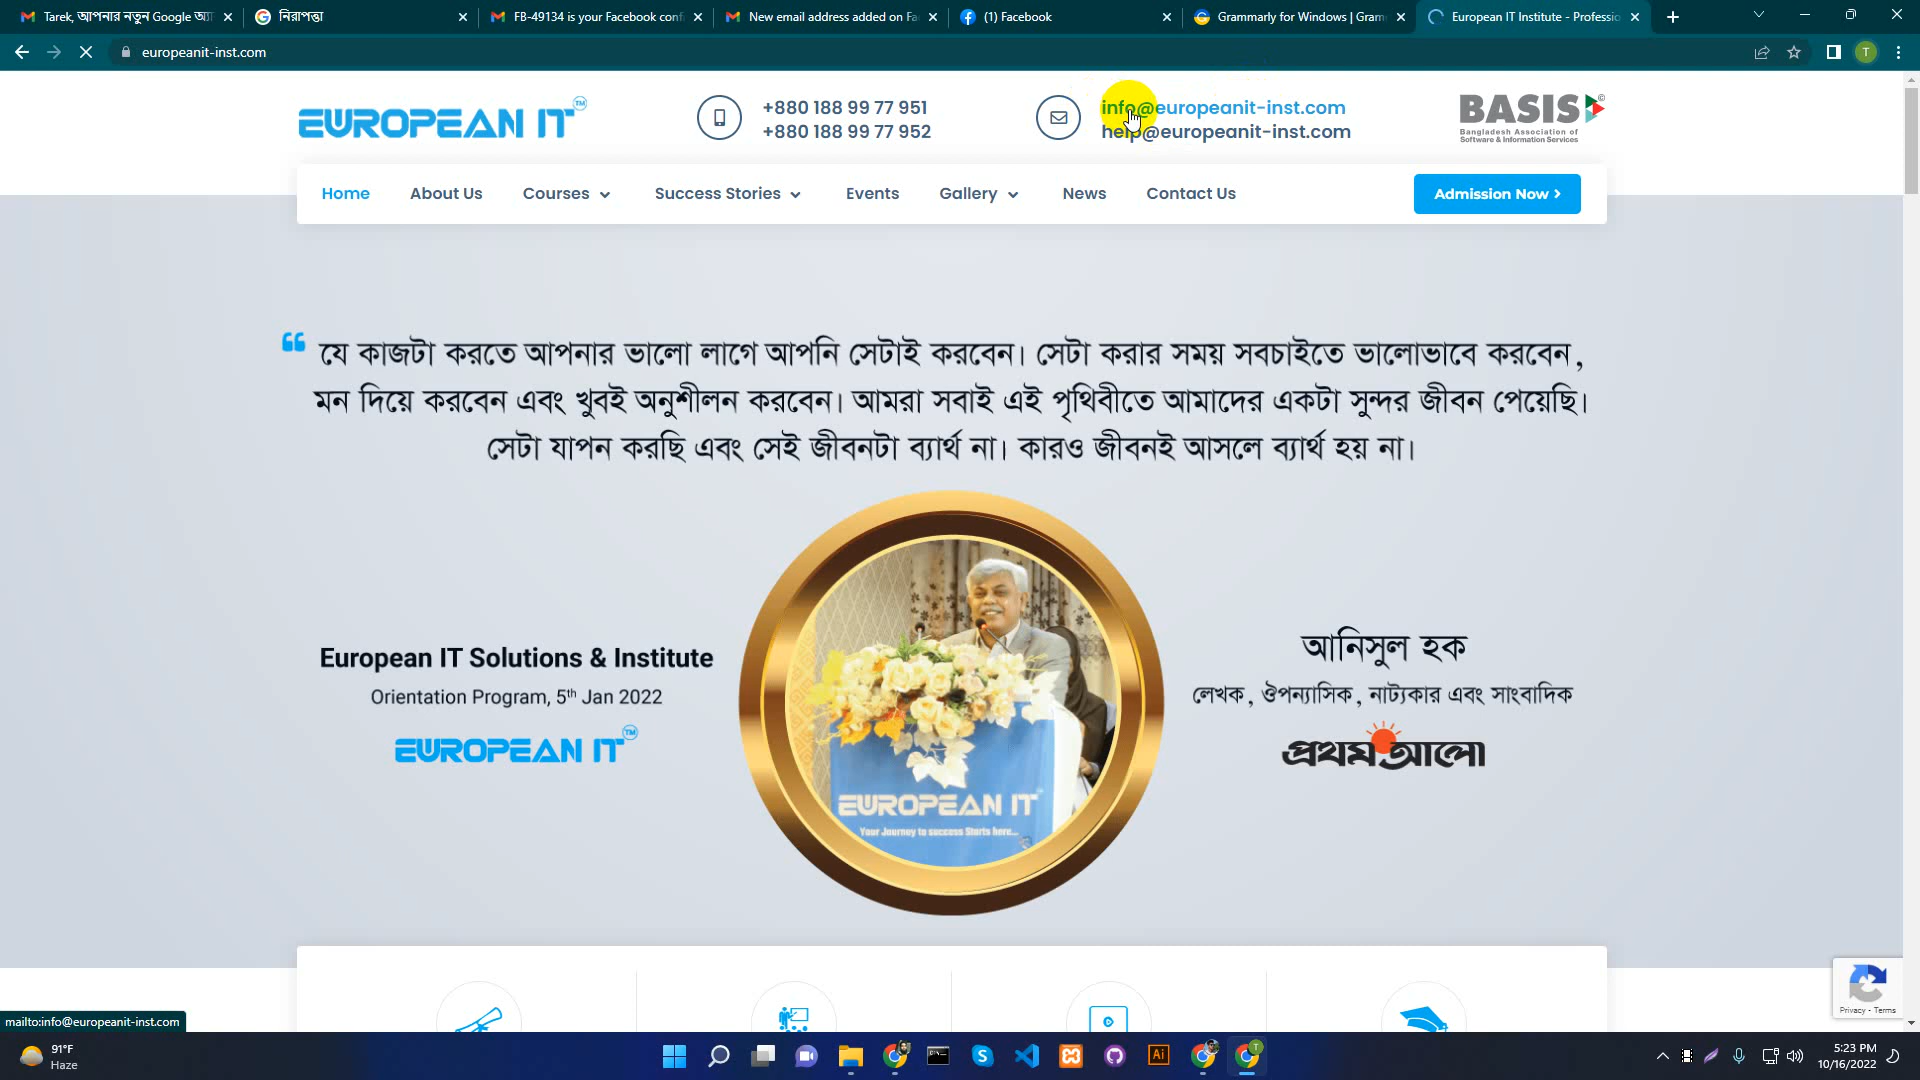 Tarek, আপনার নতুন Google অ্যা
নিরাপত্তা
FB-49134 is your Facebook conf
New email address added on Fa
(1) Facebook
Grammarly for Windows | Gram
European IT Institute - Professio
europeanit-inst.com
T
EUROPEAN IT TM
+880 188 99 77 951
+880 188 99 77 952
info@europeanit-inst.com
help@europeanit-inst.com
BASIS
Bangladesh Association of
Software & Information Services
Home About Us Courses Success Stories Events Gallery News Contact Us Admission Now
যে কাজটা করতে আপনার ভালো লাগে আপনি সেটাই করবেন। সেটা করার সময় সবচাইতে ভালোভাবে করবেন,
মন দিয়ে করবেন এবং খুবই অনুশীলন করবেন। আমরা সবাই এই পৃথিবীতে আমাদের একটা সুন্দর জীবন পেয়েছি।
সেটা যাপন করছি এবং সেই জীবনটা ব্যার্থ না। কারও জীবনই আসলে ব্যার্থ হয় না।
European IT Solutions & Institute
Orientation Program, 5th Jan 2022
EUROPEAN IT TM
EUROPEAN IT
Your Journey to success Starts here...
আনিসুল হক
লেখক, ঔপন্যাসিক, নাট্যকার এবং সাংবাদিক
প্রথম আলো
Privacy - Terms
mailto:info@europeanit-inst.com
91°F
Haze
Ai
T
5:23 PM
10/16/2022